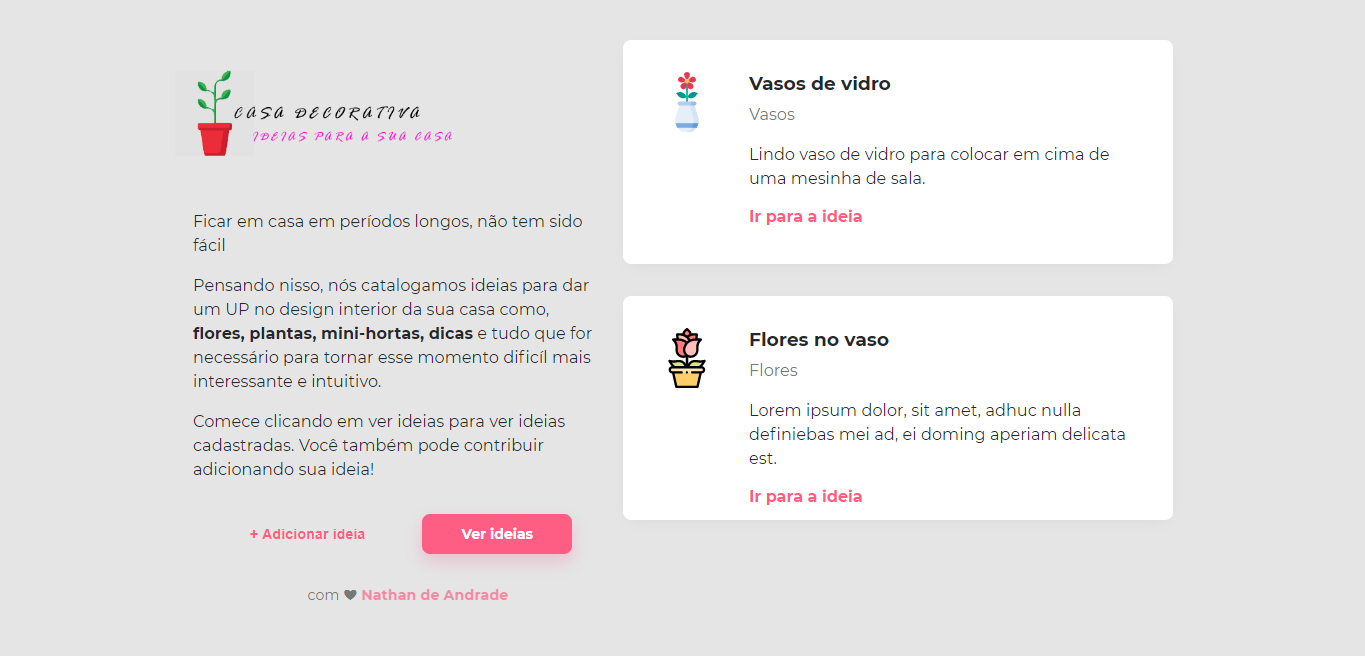 CASA DECORATIVA
IDEIAS PARA A SUA CASA
Ficar em casa em períodos longos, não tem sido
fácil
Pensando nisso, nós catalogamos ideias para dar
um UP no design interior da sua casa como,
flores, plantas, mini-hortas, dicas e tudo que for
necessário para tornar esse momento dificíl mais
interessante e intuitivo.
Comece clicando em ver ideias para ver ideias
cadastradas. Você também pode contribuir
adicionando sua ideia!
+ Adicionar ideia
Ver ideias
com ♥ Nathan de Andrade
Vasos de vidro
Vasos
Lindo vaso de vidro para colocar em cima de
uma mesinha de sala.
Ir para a ideia
Flores no vaso
Flores
Lorem ipsum dolor, sit amet, adhuc nulla
definiebas mei ad, ei doming aperiam delicata
est.
Ir para a ideia